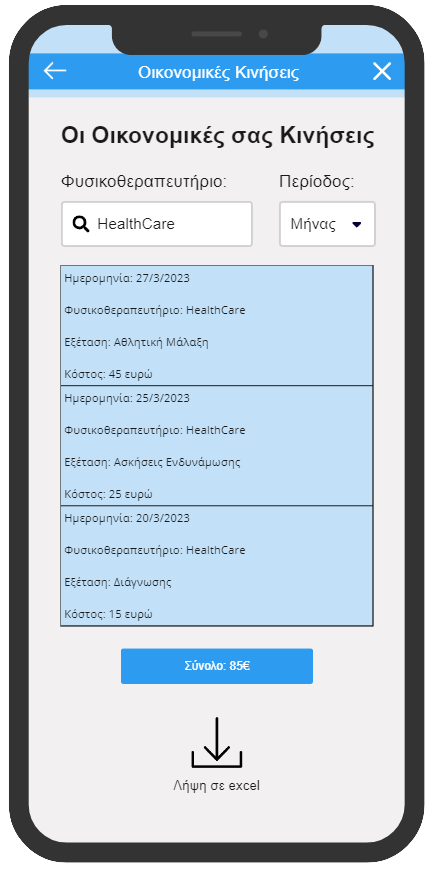 Οικονομικές Κινήσεις
Οι Οικονομικές σας Κινήσεις
Φυσικοθεραπευτήριο: Περίοδος:
HealthCare Μήνας
Ημερομηνία: 27/3/2023
Φυσικοθεραπευτήριο: HealthCare
Εξέταση: Αθλητική Μάλαξη
Κόστος: 45 ευρώ
Ημερομηνία: 25/3/2023
Φυσικοθεραπευτήριο: HealthCare
Εξέταση: Ασκήσεις Ενδυνάμωσης
Κόστος: 25 ευρώ
Ημερομηνία: 20/3/2023
Φυσικοθεραπευτήριο: HealthCare
Εξέταση: Διάγνωσης
Κόστος: 15 ευρώ
Σύνολο: 85€
Λήψη σε excel